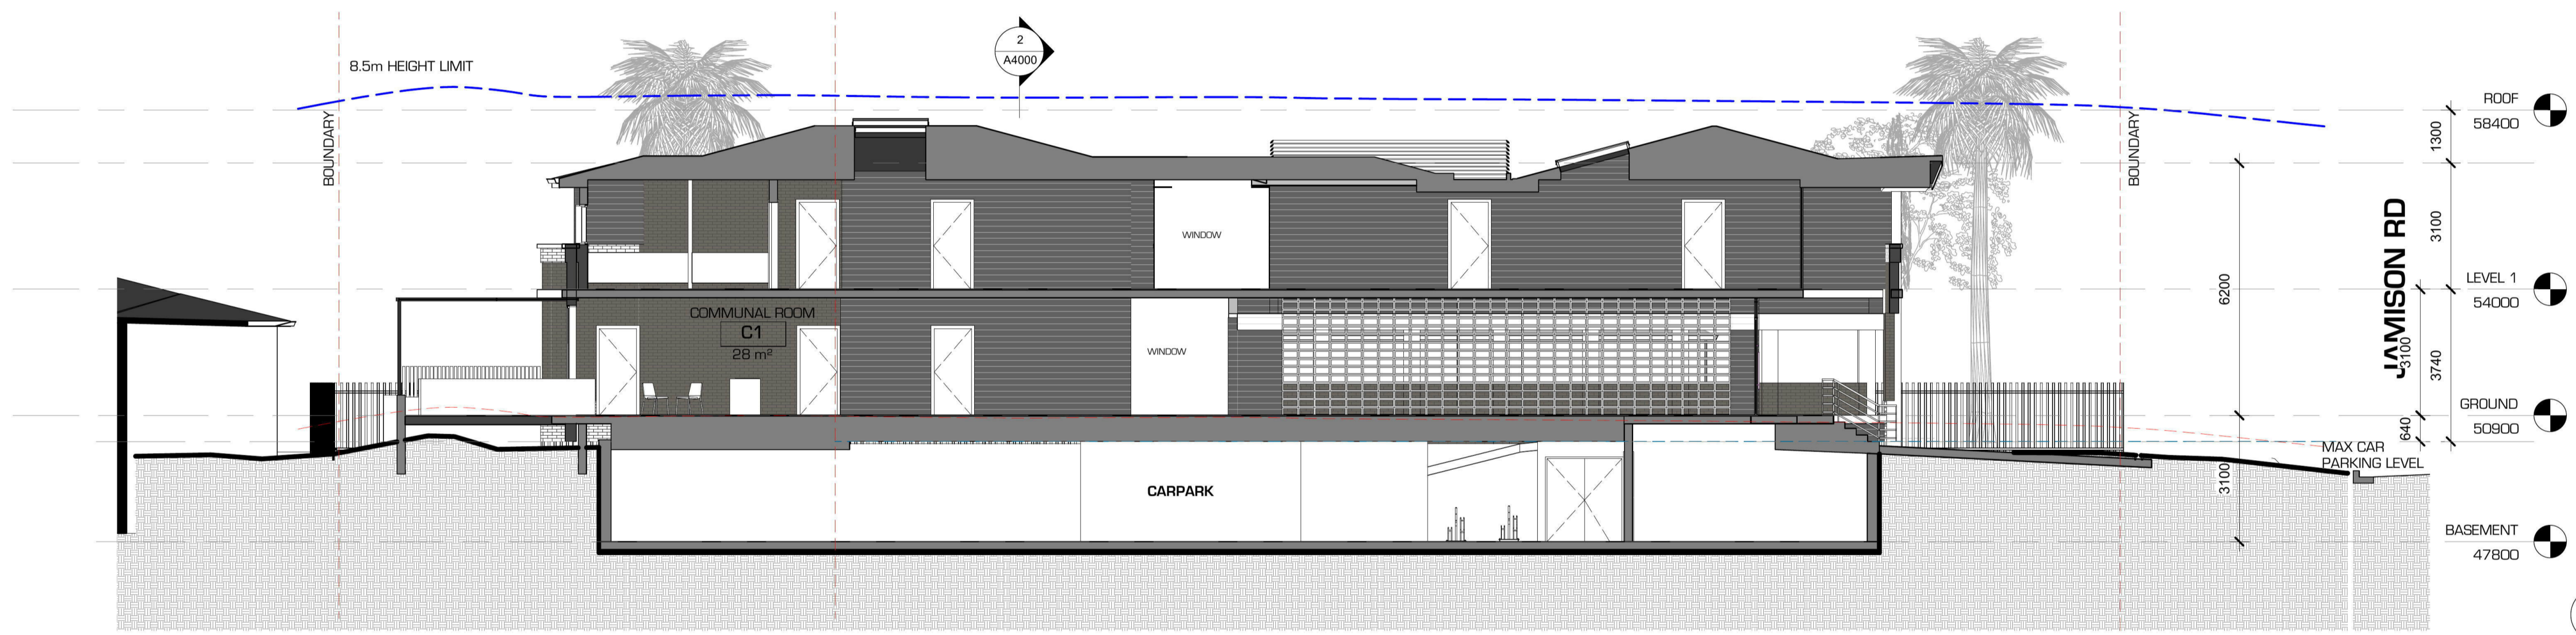 2
A4000
8.5m HEIGHT LIMIT
BOUNDARY
BOUNDARY
ROOF
58400
1300
3100
JAMISON RD
LEVEL 1
54000
6200
3100
3740
WINDOW
COMMUNAL ROOM
C1
28 m²
WINDOW
GROUND
50900
640
MAX CAR
PARKING LEVEL
3100
CARPARK
BASEMENT
47800